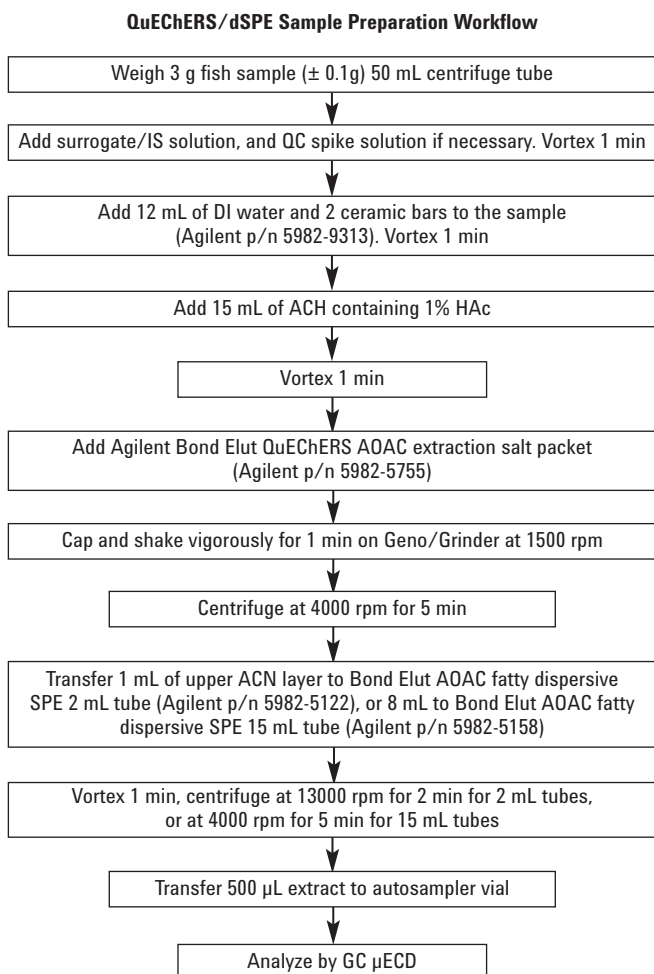 QuEChERS/dSPE Sample Preparation Workflow
Weigh 3 g fish sample (± 0.1g) 50 mL centrifuge tube
Add surrogate/IS solution, and QC spike solution if necessary. Vortex 1 min
Add 12 mL of DI water and 2 ceramic bars to the sample
(Agilent p/n 5982-9313). Vortex 1 min
Add 15 mL of ACH containing 1% HAc
Vortex 1 min
Add Agilent Bond Elut QuEChERS AOAC extraction salt packet
(Agilent p/n 5982-5755)
Cap and shake vigorously for 1 min on Geno/Grinder at 1500 rpm
Centrifuge at 4000 rpm for 5 min
Transfer 1 mL of upper ACN layer to Bond Elut AOAC fatty dispersive
SPE 2 mL tube (Agilent p/n 5982-5122), or 8 mL to Bond Elut AOAC fatty
dispersive SPE 15 mL tube (Agilent p/n 5982-5158)
Vortex 1 min, centrifuge at 13000 rpm for 2 min for 2 mL tubes,
or at 4000 rpm for 5 min for 15 mL tubes
Transfer 500 µL extract to autosampler vial
Analyze by GC µECD